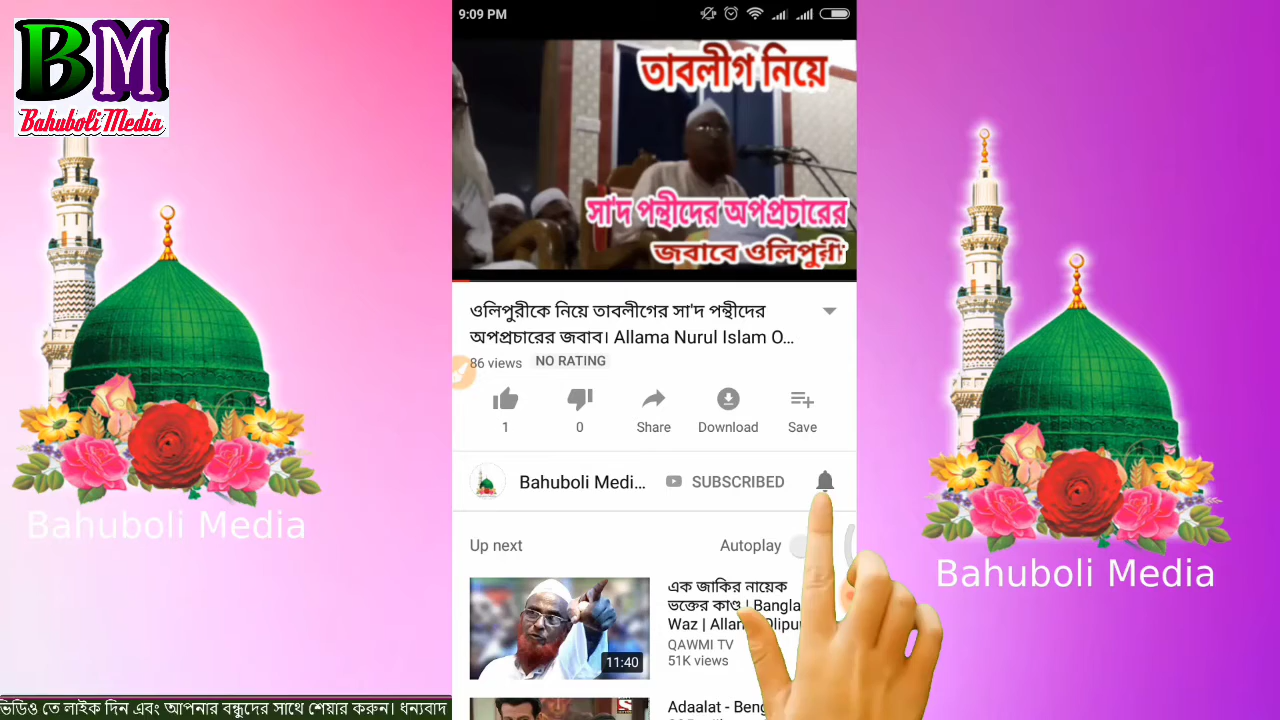 BM
Bahuboli Media
Bahuboli Media
ভিডিও তে লাইক দিন এবং আপনার বন্ধুদের সাথে শেয়ার করুন। ধন্যবাদ
9:09 PM
তাবলীগ নিয়ে
সা'দ পন্থীদের অপপ্রচারের
জবাবে ওলিপুরী
ওলিপুরীকে নিয়ে তাবলীগের সা'দ পন্থীদের
অপপ্রচারের জবাব। Allama Nurul Islam O...
86 views NO RATING
1 0 Share Download Save
Bahuboli Medi... SUBSCRIBED
Up next Autoplay
এক জাকির নায়েক
ভক্তের কাণ্ড | Bangla
Waz | Allama Olipu
QAWMI TV
51K views
11:40
Adaalat - Beng
Bahuboli Media